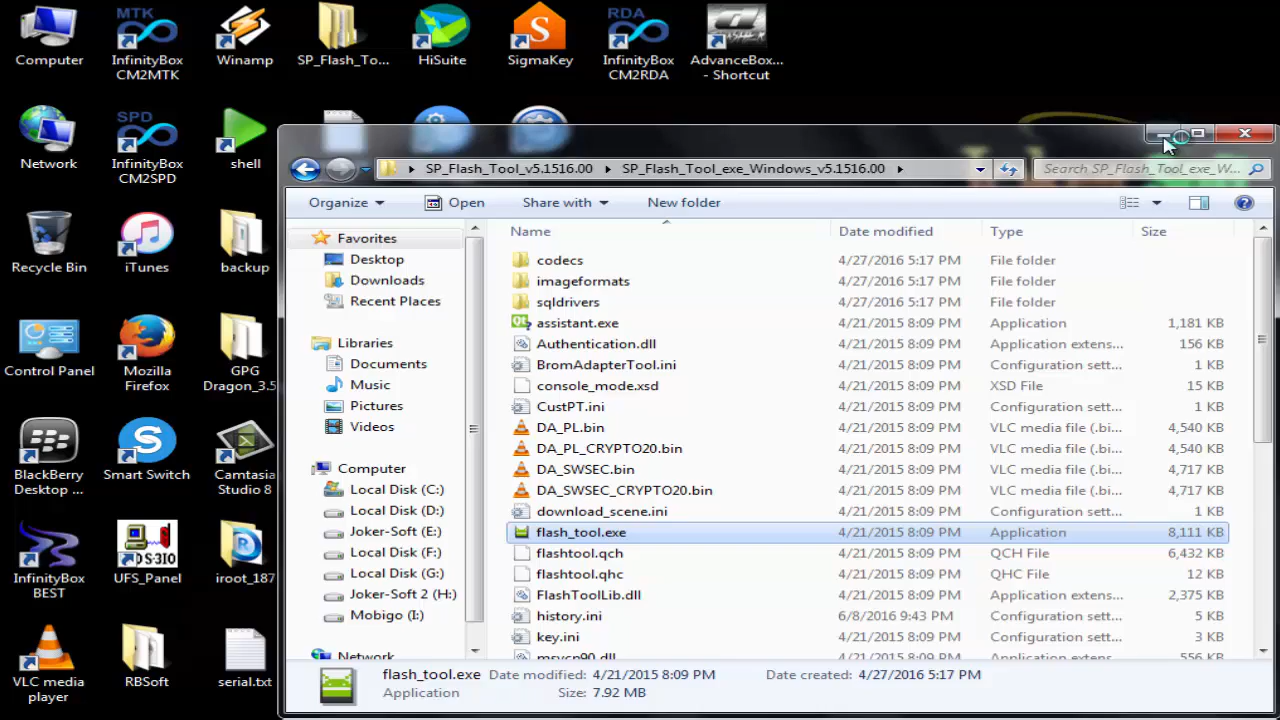 Computer
InfinityBox
CM2MTK
Winamp
SP_Flash_To...
HiSuite
SigmaKey
InfinityBox
CM2RDA
AdvanceBox...
- Shortcut
MTK
RDA
S
Network
SPD
InfinityBox
CM2SPD
shell
Recycle Bin
iTunes
backup
Control Panel
Mozilla
Firefox
GPG
Dragon_3.5
BlackBerry
Desktop ...
Smart Switch
Camtasia
Studio 8
InfinityBox
BEST
UFS_Panel
iroot_187
VLC media
player
RBSoft
serial.txt
SP_Flash_Tool_v5.1516.00
SP_Flash_Tool_exe_Windows_v5.1516.00
Search SP_Flash_Tool_exe_W...
Organize
Open
Share with
New folder
Favorites
Desktop
Downloads
Recent Places
Libraries
Documents
Music
Pictures
Videos
Computer
Local Disk (C:)
Local Disk (D:)
Joker-Soft (E:)
Local Disk (F:)
Local Disk (G:)
Joker-Soft 2 (H:)
Mobigo (I:)
Network
Name Date modified Type Size
codecs 4/27/2016 5:17 PM File folder
imageformats 4/27/2016 5:17 PM File folder
sqldrivers 4/27/2016 5:17 PM File folder
assistant.exe 4/21/2015 8:09 PM Application 1,181 KB
Authentication.dll 4/21/2015 8:09 PM Application extens... 156 KB
BromAdapterTool.ini 4/21/2015 8:09 PM Configuration sett... 1 KB
console_mode.xsd 4/21/2015 8:09 PM XSD File 15 KB
CustPT.ini 4/21/2015 8:09 PM Configuration sett... 1 KB
DA_PL.bin 4/21/2015 8:09 PM VLC media file (.bi... 4,540 KB
DA_PL_CRYPTO20.bin 4/21/2015 8:09 PM VLC media file (.bi... 4,540 KB
DA_SWSEC.bin 4/21/2015 8:09 PM VLC media file (.bi... 4,717 KB
DA_SWSEC_CRYPTO20.bin 4/21/2015 8:09 PM VLC media file (.bi... 4,717 KB
download_scene.ini 4/21/2015 8:09 PM Configuration sett... 1 KB
flash_tool.exe 4/21/2015 8:09 PM Application 8,111 KB
flashtool.qch 4/21/2015 8:09 PM QCH File 6,432 KB
flashtool.qhc 4/21/2015 8:09 PM QHC File 12 KB
FlashToolLib.dll 4/21/2015 8:09 PM Application extens... 2,375 KB
history.ini 6/8/2016 9:43 PM Configuration sett... 5 KB
key.ini 4/21/2015 8:09 PM Configuration sett... 3 KB
msvcp90.dll 4/21/2015 8:09 PM Application extens... 556 KB
flash_tool.exe Date modified: 4/21/2015 8:09 PM Date created: 4/27/2016 5:17 PM
Application Size: 7.92 MB